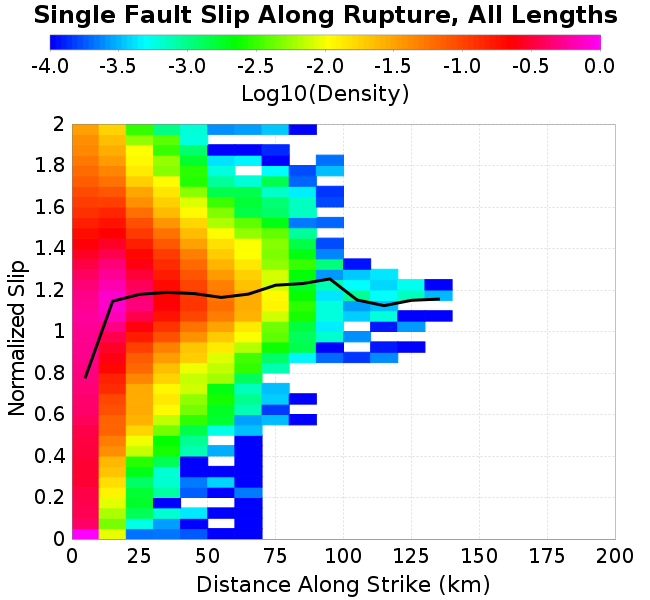 Single Fault Slip Along Rupture, All Lengths
-4.0 -3.5 -3.0 -2.5 -2.0 -1.5 -1.0 -0.5 0.0
Log10(Density)
2
1.8
1.6
1.4
1.2
1
0.8
0.6
0.4
0.2
0
Normalized Slip
0 25 50 75 100 125 150 175 200
Distance Along Strike (km)